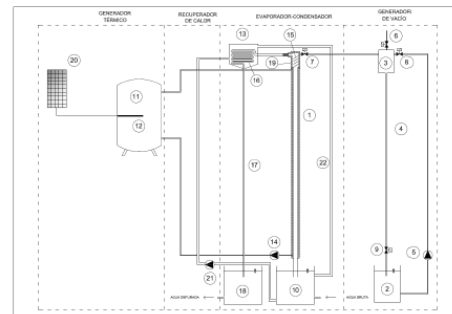 GENERADOR
TÉRMICO
RECUPERADOR
DE CALOR
EVAPORADOR-CONDENSADOR
GENERADOR
DE VACÍO
13
15
6
20
7
3
8
19
16
11
12
1
4
17
22
14
9
5
21
18
10
2
AGUA DEPURADA
AGUA BRUTA